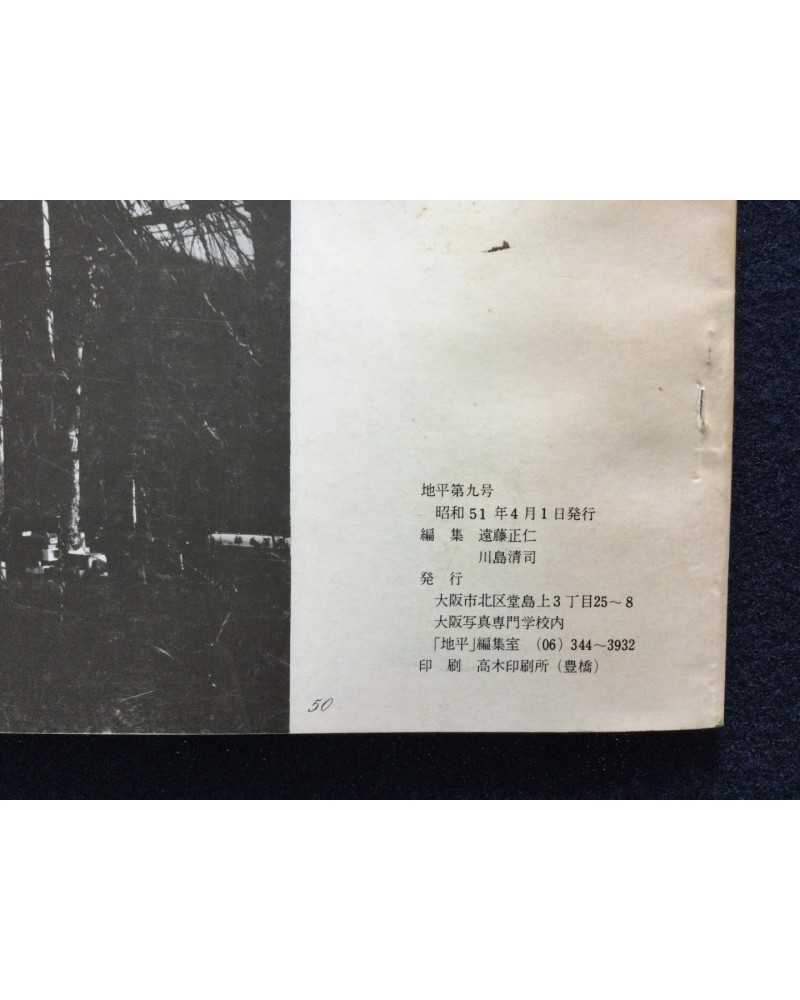 地平第九号
昭和51年4月1日発行
編集 遠藤正仁
川島清司
発行
大阪市北区堂島上3丁目25〜8
大阪写真専門学校内
「地平」編集室 (06) 344〜3932
印刷 高木印刷所(豊橋)
50